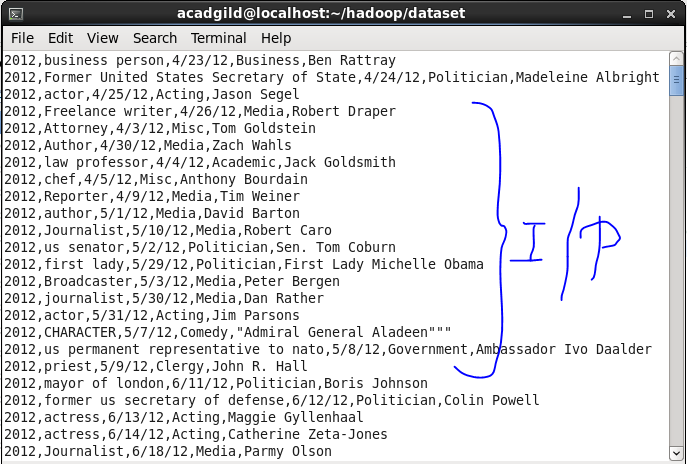 acadgild@localhost:~/hadoop/dataset
File Edit View Search Terminal Help
2012,business person,4/23/12,Business,Ben Rattray
2012,Former United States Secretary of State,4/24/12,Politician,Madeleine Albright
2012,actor,4/25/12,Acting,Jason Segel
2012,Freelance writer,4/26/12,Media,Robert Draper
2012,Attorney,4/3/12,Misc,Tom Goldstein
2012,Author,4/30/12,Media,Zach Wahls
2012,law professor,4/4/12,Academic,Jack Goldsmith
2012,chef,4/5/12,Misc,Anthony Bourdain
2012,Reporter,4/9/12,Media,Tim Weiner
2012,author,5/1/12,Media,David Barton
2012,Journalist,5/10/12,Media,Robert Caro
2012,us senator,5/2/12,Politician,Sen. Tom Coburn
2012,first lady,5/29/12,Politician,First Lady Michelle Obama
2012,Broadcaster,5/3/12,Media,Peter Bergen
2012,journalist,5/30/12,Media,Dan Rather
2012,actor,5/31/12,Acting,Jim Parsons
2012,CHARACTER,5/7/12,Comedy,"Admiral General Aladeen"""
2012,us permanent representative to nato,5/8/12,Government,Ambassador Ivo Daalder
2012,priest,5/9/12,Clergy,John R. Hall
2012,mayor of london,6/11/12,Politician,Boris Johnson
2012,former us secretary of defense,6/12/12,Politician,Colin Powell
2012,actress,6/13/12,Acting,Maggie Gyllenhaal
2012,actress,6/14/12,Acting,Catherine Zeta-Jones
2012,Journalist,6/18/12,Media,Parmy Olson
I/P